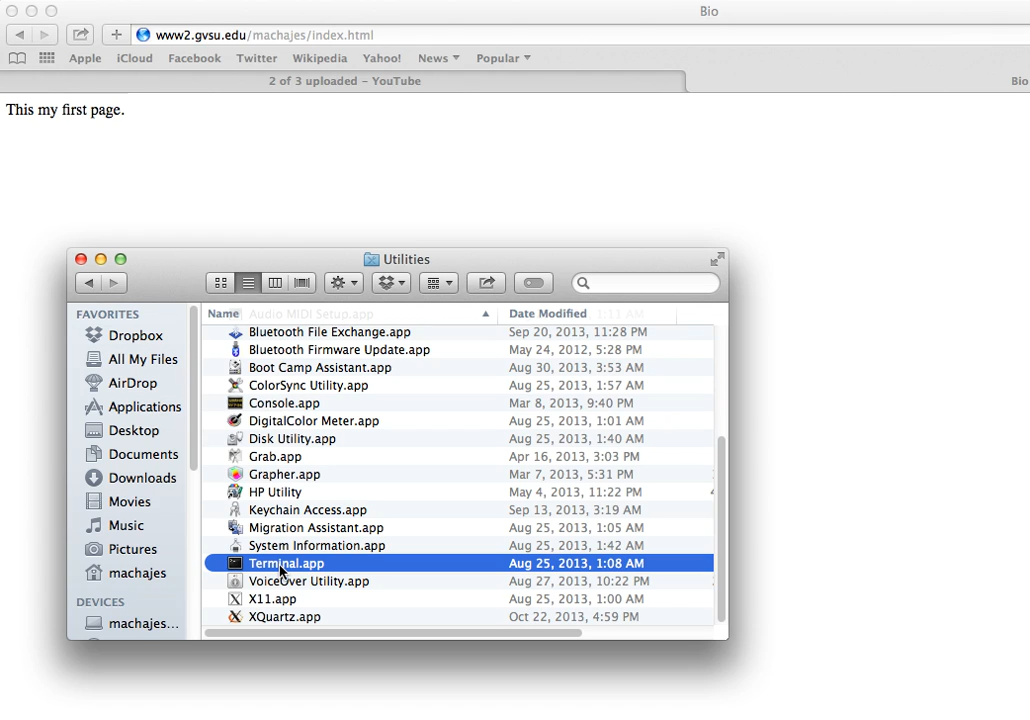 Bio
www2.gvsu.edu/machajes/index.html
Apple iCloud Facebook Twitter Wikipedia Yahoo! News Popular
2 of 3 uploaded – YouTube Bio
This my first page.
Utilities
FAVORITES
Dropbox
All My Files
AirDrop
Applications
Desktop
Documents
Downloads
Movies
Music
Pictures
machajes
DEVICES
machajes...
Name Audio MIDI Setup.app Date Modified 1:11 AM
Bluetooth File Exchange.app Sep 20, 2013, 11:28 PM
Bluetooth Firmware Update.app May 24, 2012, 5:28 PM
Boot Camp Assistant.app Aug 30, 2013, 3:53 AM
ColorSync Utility.app Aug 25, 2013, 1:57 AM
Console.app Mar 8, 2013, 9:40 PM
DigitalColor Meter.app Aug 25, 2013, 1:01 AM
Disk Utility.app Aug 25, 2013, 1:40 AM
Grab.app Apr 16, 2013, 3:03 PM
Grapher.app Mar 7, 2013, 5:31 PM
HP Utility May 4, 2013, 11:22 PM
Keychain Access.app Sep 13, 2013, 3:19 AM
Migration Assistant.app Aug 25, 2013, 1:05 AM
System Information.app Aug 25, 2013, 1:42 AM
Terminal.app Aug 25, 2013, 1:08 AM
VoiceOver Utility.app Aug 27, 2013, 10:22 PM
X11.app Aug 25, 2013, 1:00 AM
XQuartz.app Oct 22, 2013, 4:59 PM